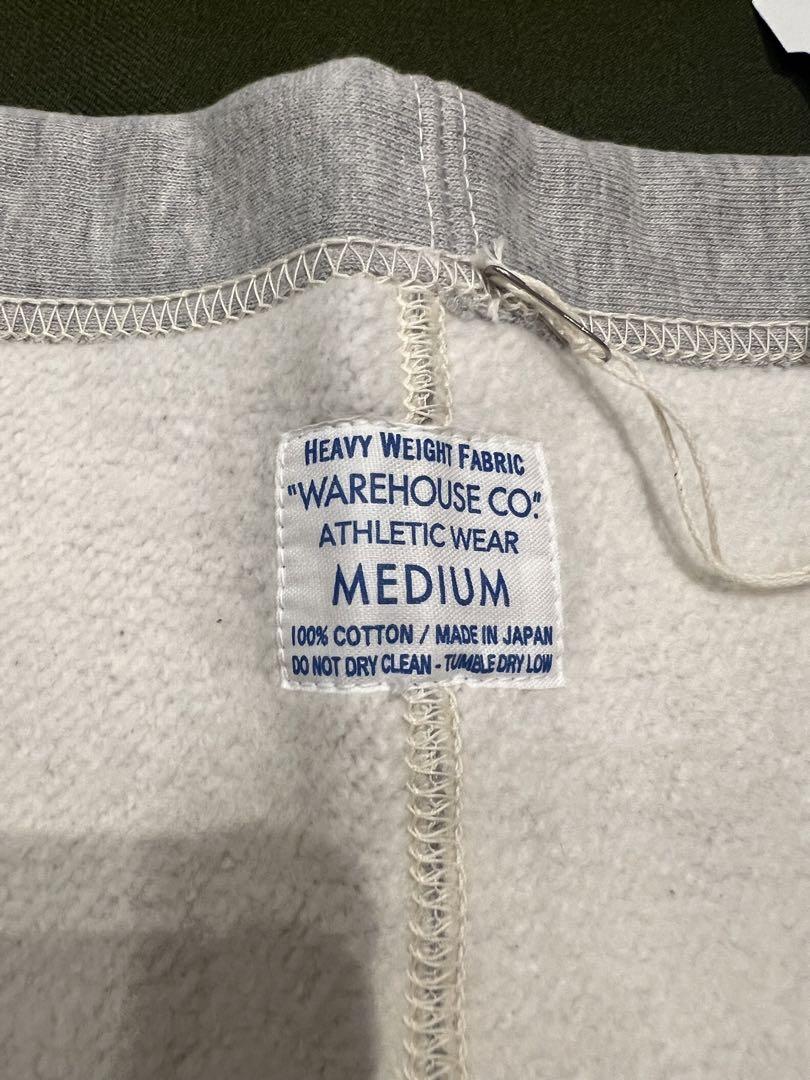 HEAVY WEIGHT FABRIC
"WAREHOUSE CO."
ATHLETIC WEAR
MEDIUM
100% COTTON / MADE IN JAPAN
DO NOT DRY CLEAN - TUMBLE DRY LOW